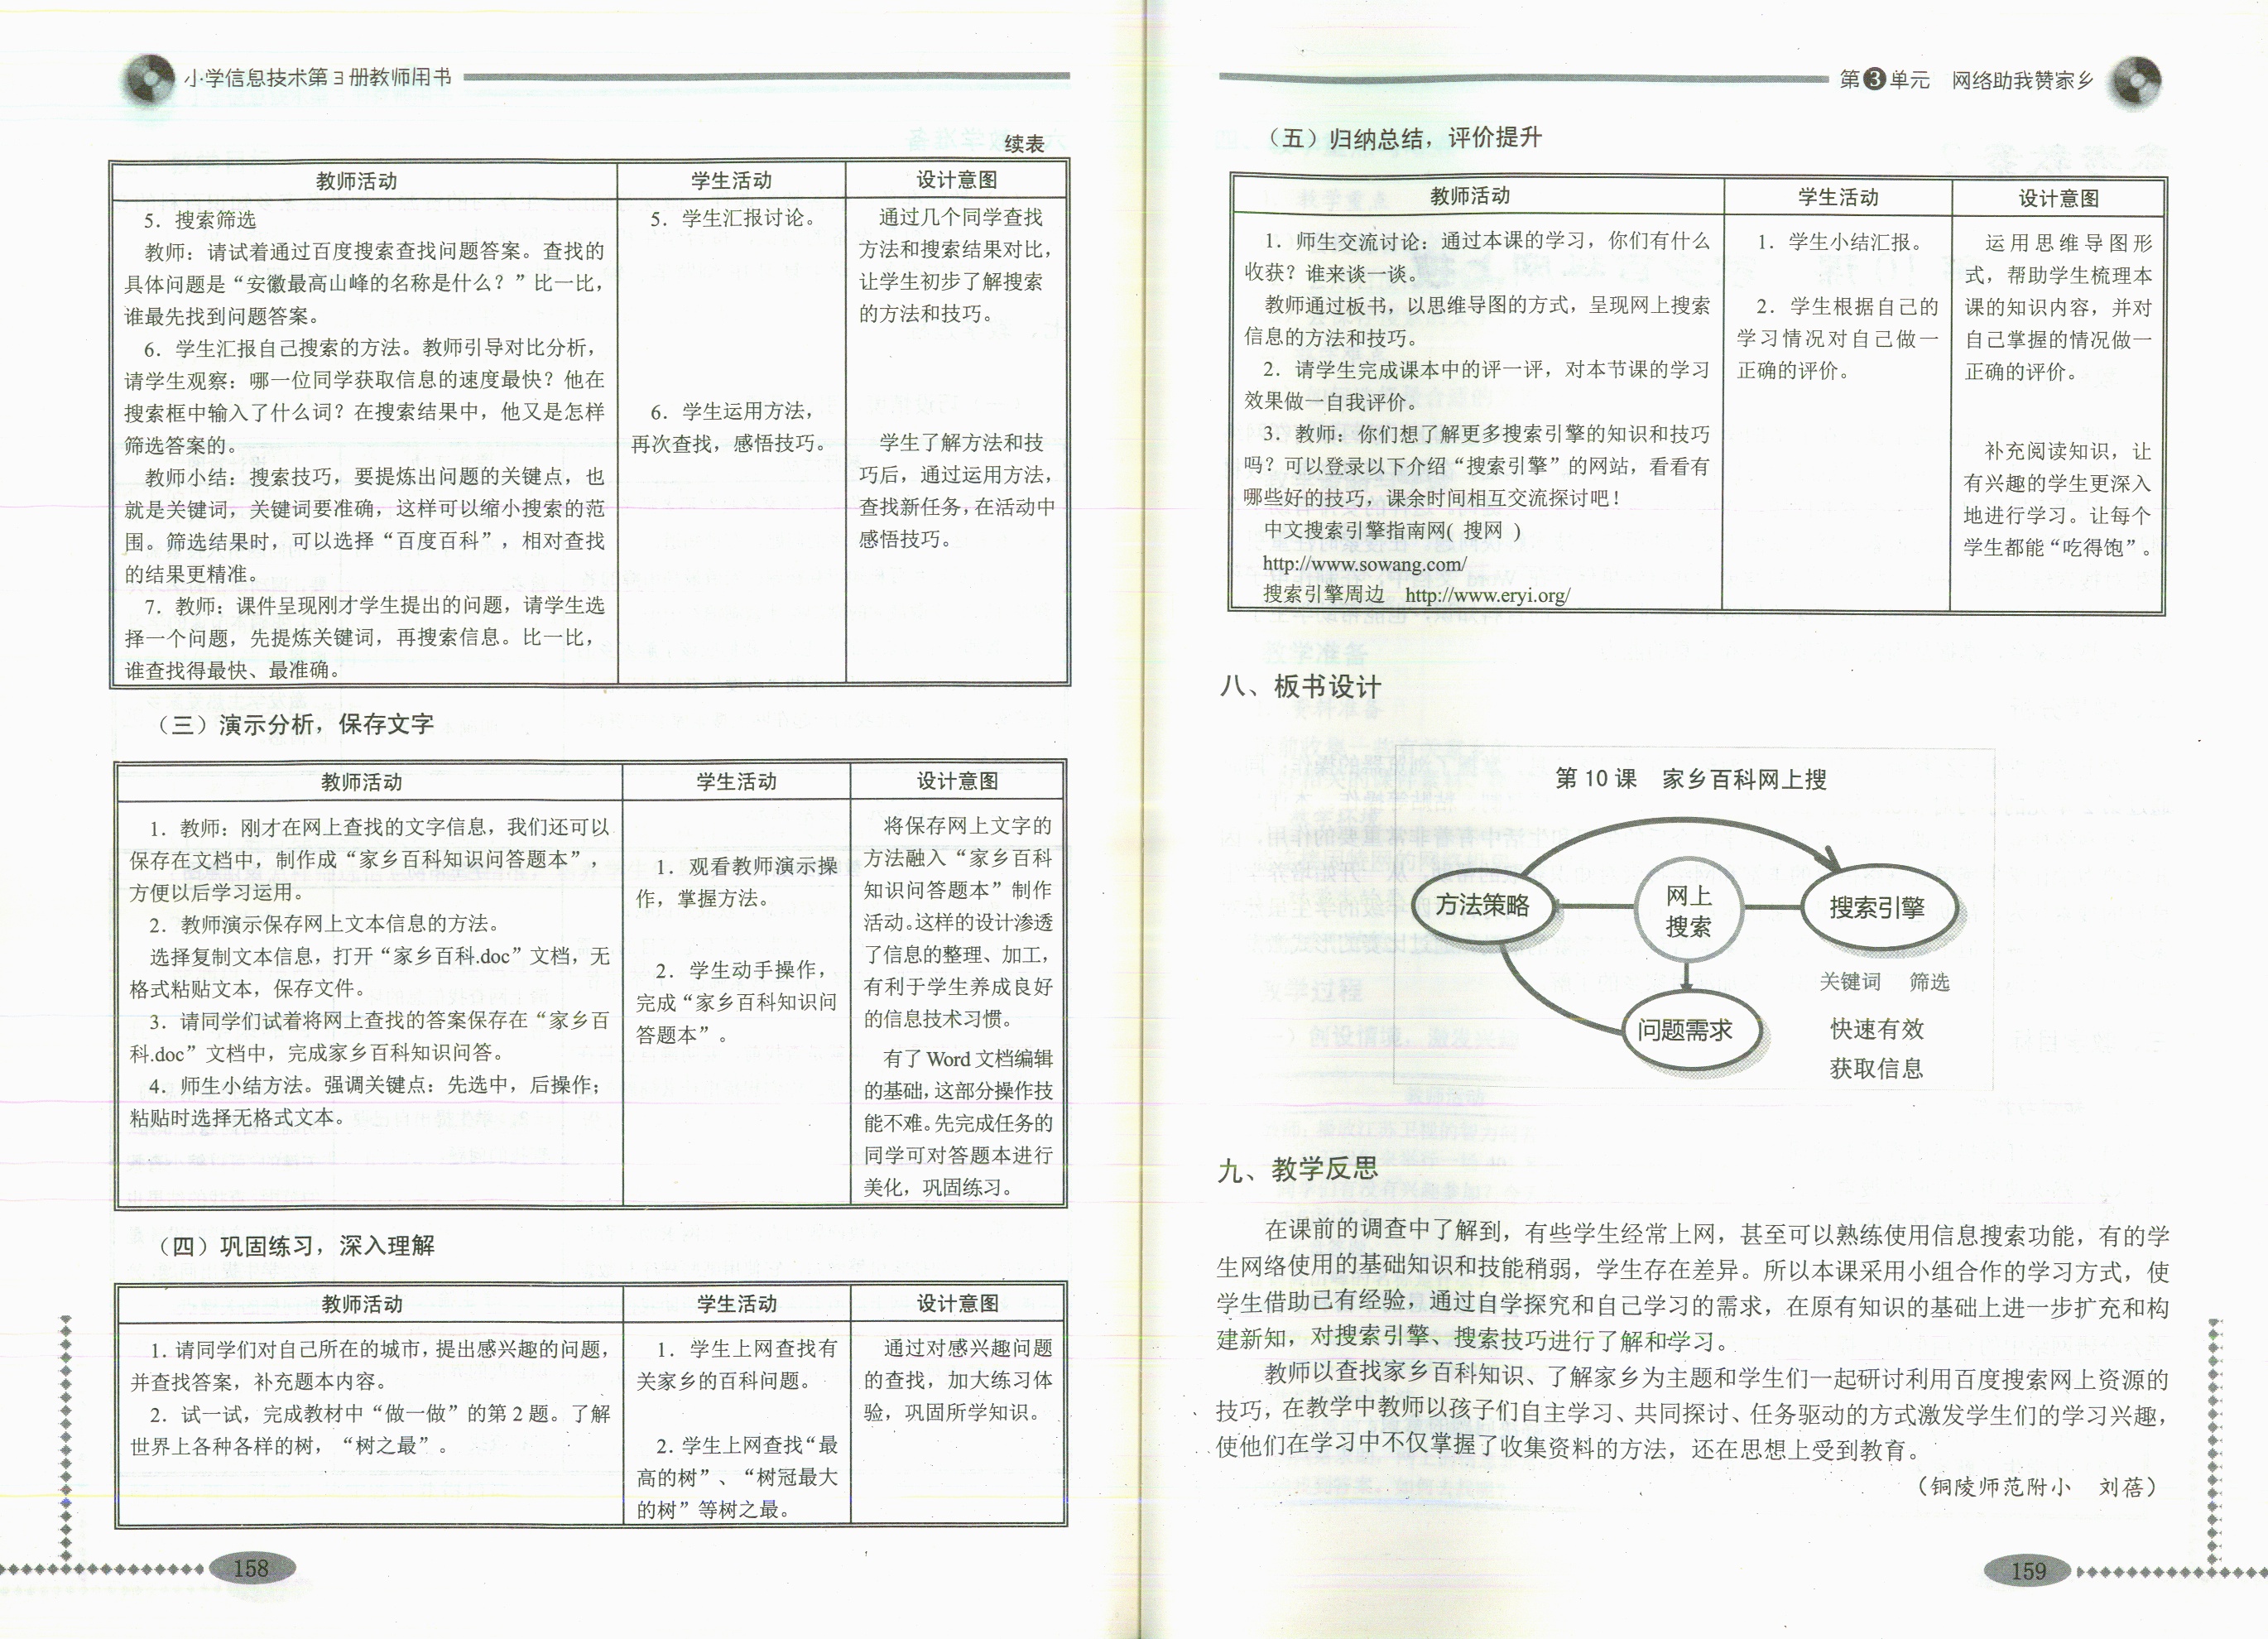 小学信息技术第3册教师用书
续表
教师活动
学生活动
设计意图
5．搜索筛选
教师：请试着通过百度搜索查找问题答案。查找的
具体问题是“安徽最高山峰的名称是什么？”比一比，
谁最先找到问题答案。
6．学生汇报自己搜索的方法。教师引导对比分析，
请学生观察：哪一位同学获取信息的速度最快？他在
搜索框中输入了什么词？在搜索结果中，他又是怎样
筛选答案的。
教师小结：搜索技巧，要提炼出问题的关键点，也
就是关键词，关键词要准确，这样可以缩小搜索的范
围。筛选结果时，可以选择“百度百科”，相对查找
的结果更精准。
7．教师：课件呈现刚才学生提出的问题，请学生选
择一个问题，先提炼关键词，再搜索信息。比一比，
谁查找得最快、最准确。
5．学生汇报讨论。
6．学生运用方法，
再次查找，感悟技巧。
通过几个同学查找
方法和搜索结果对比，
让学生初步了解搜索
的方法和技巧。
学生了解方法和技
巧后，通过运用方法，
查找新任务，在活动中
感悟技巧。
（三）演示分析，保存文字
教师活动
学生活动
设计意图
1．教师：刚才在网上查找的文字信息，我们还可以
保存在文档中，制作成“家乡百科知识问答题本”，
方便以后学习运用。
2．教师演示保存网上文本信息的方法。
选择复制文本信息，打开“家乡百科.doc”文档，无
格式粘贴文本，保存文件。
3．请同学们试着将网上查找的答案保存在“家乡百
科.doc”文档中，完成家乡百科知识问答。
4．师生小结方法。强调关键点：先选中，后操作；
粘贴时选择无格式文本。
1．观看教师演示操
作，掌握方法。
2．学生动手操作，
完成“家乡百科知识问
答题本”。
将保存网上文字的
方法融入“家乡百科
知识问答题本”制作
活动。这样的设计渗透
了信息的整理、加工，
有利于学生养成良好
的信息技术习惯。
有了Word文档编辑
的基础，这部分操作技
能不难。先完成任务的
同学可对答题本进行
美化，巩固练习。
（四）巩固练习，深入理解
教师活动
学生活动
设计意图
1．请同学们对自己所在的城市，提出感兴趣的问题，
并查找答案，补充题本内容。
2．试一试，完成教材中“做一做”的第2题。了解
世界上各种各样的树，“树之最”。
1．学生上网查找有
关家乡的百科问题。
2．学生上网查找“最
高的树”、“树冠最大
的树”等树之最。
通过对感兴趣问题
的查找，加大练习体
验，巩固所学知识。
158
第3单元　网络助我赞家乡
（五）归纳总结，评价提升
教师活动
学生活动
设计意图
1．师生交流讨论：通过本课的学习，你们有什么
收获？谁来谈一谈。
教师通过板书，以思维导图的方式，呈现网上搜索
信息的方法和技巧。
2．请学生完成课本中的评一评，对本节课的学习
效果做一自我评价。
3．教师：你们想了解更多搜索引擎的知识和技巧
吗？可以登录以下介绍“搜索引擎”的网站，看看有
哪些好的技巧，课余时间相互交流探讨吧！
中文搜索引擎指南网( 搜网 )
http://www.sowang.com/
搜索引擎周边　http://www.eryi.org/
1．学生小结汇报。
2．学生根据自己的
学习情况对自己做一
正确的评价。
运用思维导图形
式，帮助学生梳理本
课的知识内容，并对
自己掌握的情况做一
正确的评价。
补充阅读知识，让
有兴趣的学生更深入
地进行学习。让每个
学生都能“吃得饱”。
八、板书设计
第10课　家乡百科网上搜
方法策略
网上
搜索
搜索引擎
关键词　筛选
问题需求
快速有效
获取信息
九、教学反思
在课前的调查中了解到，有些学生经常上网，甚至可以熟练使用信息搜索功能，有的学
生网络使用的基础知识和技能稍弱，学生存在差异。所以本课采用小组合作的学习方式，使
学生借助已有经验，通过自学探究和自己学习的需求，在原有知识的基础上进一步扩充和构
建新知，对搜索引擎、搜索技巧进行了解和学习。
教师以查找家乡百科知识、了解家乡为主题和学生们一起研讨利用百度搜索网上资源的
技巧，在教学中教师以孩子们自主学习、共同探讨、任务驱动的方式激发学生们的学习兴趣，
使他们在学习中不仅掌握了收集资料的方法，还在思想上受到教育。
（铜陵师范附小　刘蓓）
159